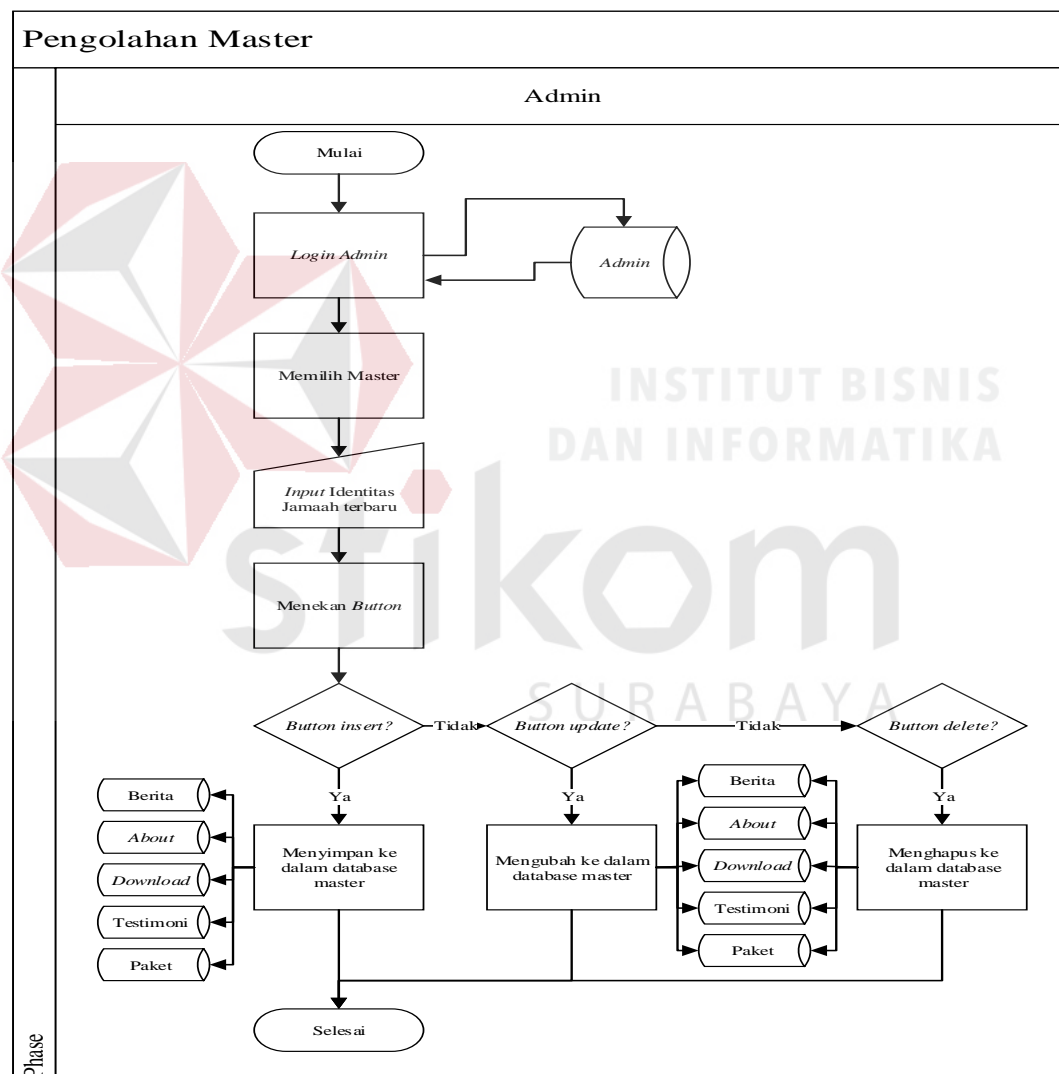 Pengolahan Master
Admin
Mulai
Login Admin
Admin
Memilih Master
INSTITUT BISNIS
DAN INFORMATIKA
Input Identitas
Jamaah terbaru
stikom
Menekan Button
SURABAYA
Button insert?
Tidak
Button update?
Tidak
Button delete?
Ya
Ya
Ya
Berita
About
Download
Testimoni
Paket
Menyimpan ke
dalam database
master
Mengubah ke dalam
database master
Berita
About
Download
Testimoni
Paket
Menghapus ke
dalam database
master
Selesai
Phase